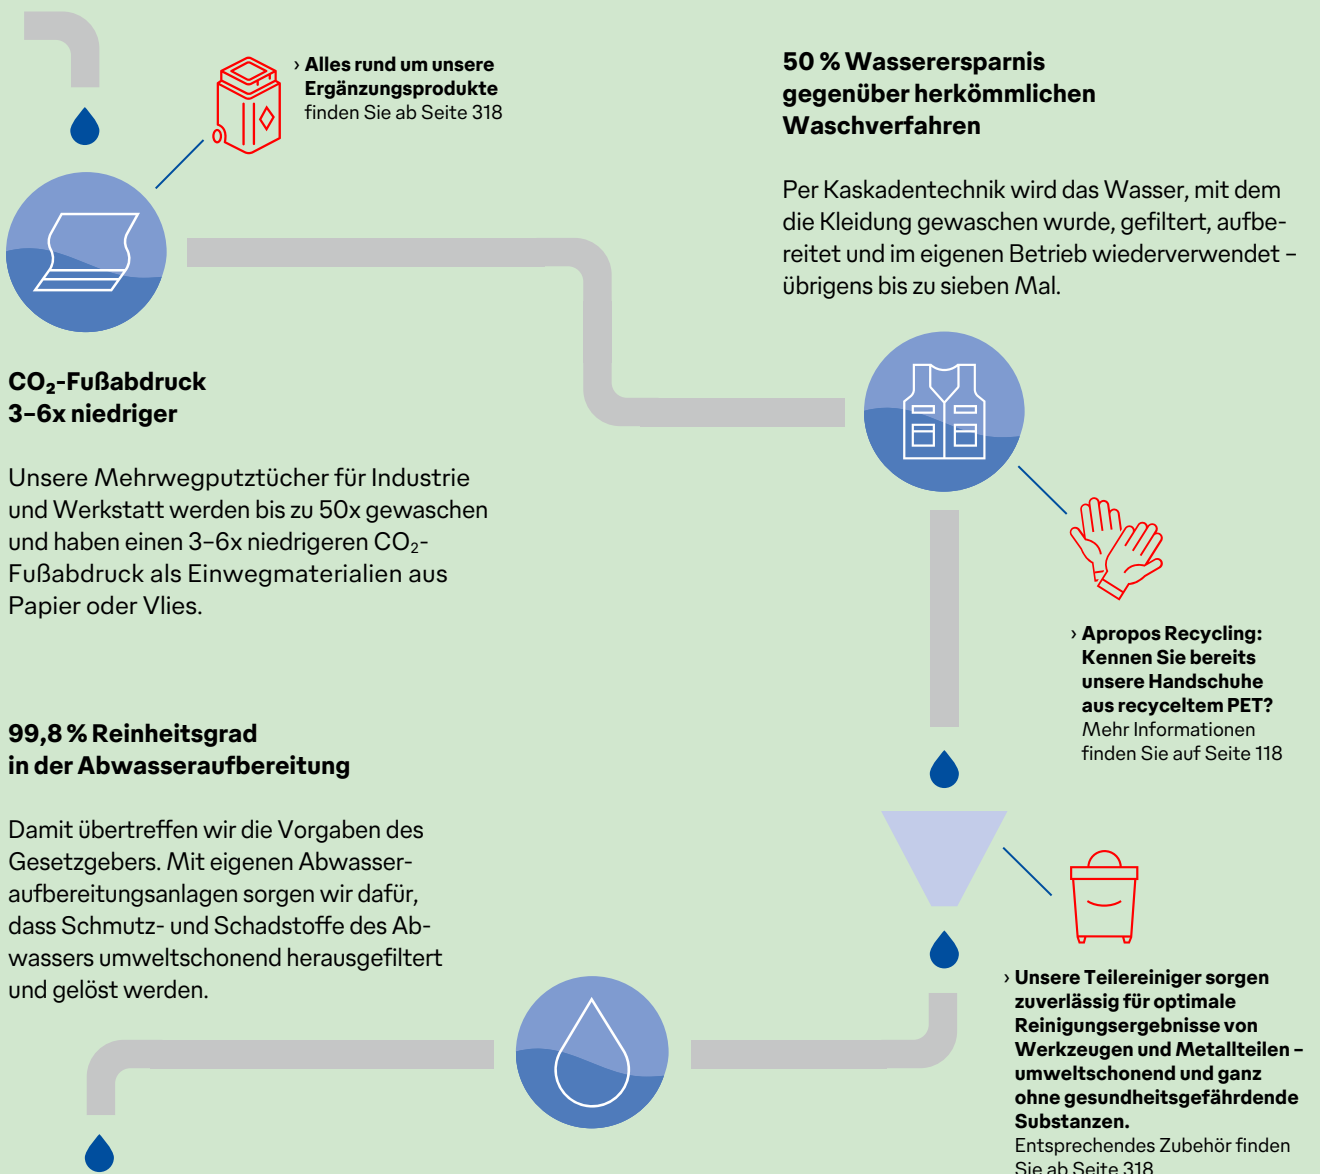 › Alles rund um unsere
Ergänzungsprodukte
finden Sie ab Seite 318
50 % Wasserersparnis
gegenüber herkömmlichen
Waschverfahren
Per Kaskadentechnik wird das Wasser, mit dem
die Kleidung gewaschen wurde, gefiltert, aufbe-
reitet und im eigenen Betrieb wiederverwendet –
übrigens bis zu sieben Mal.
CO₂-Fußabdruck
3–6x niedriger
Unsere Mehrwegputztücher für Industrie
und Werkstatt werden bis zu 50x gewaschen
und haben einen 3–6x niedrigeren CO₂-
Fußabdruck als Einwegmaterialien aus
Papier oder Vlies.
› Apropos Recycling:
Kennen Sie bereits
unsere Handschuhe
aus recyceltem PET?
Mehr Informationen
finden Sie auf Seite 118
99,8 % Reinheitsgrad
in der Abwasseraufbereitung
Damit übertreffen wir die Vorgaben des
Gesetzgebers. Mit eigenen Abwasser-
aufbereitungsanlagen sorgen wir dafür,
dass Schmutz- und Schadstoffe des Ab-
wassers umweltschonend herausgefiltert
und gelöst werden.
› Unsere Teilereiniger sorgen
zuverlässig für optimale
Reinigungsergebnisse von
Werkzeugen und Metallteilen –
umweltschonend und ganz
ohne gesundheitsgefährdende
Substanzen.
Entsprechendes Zubehör finden
Sie ab Seite 318